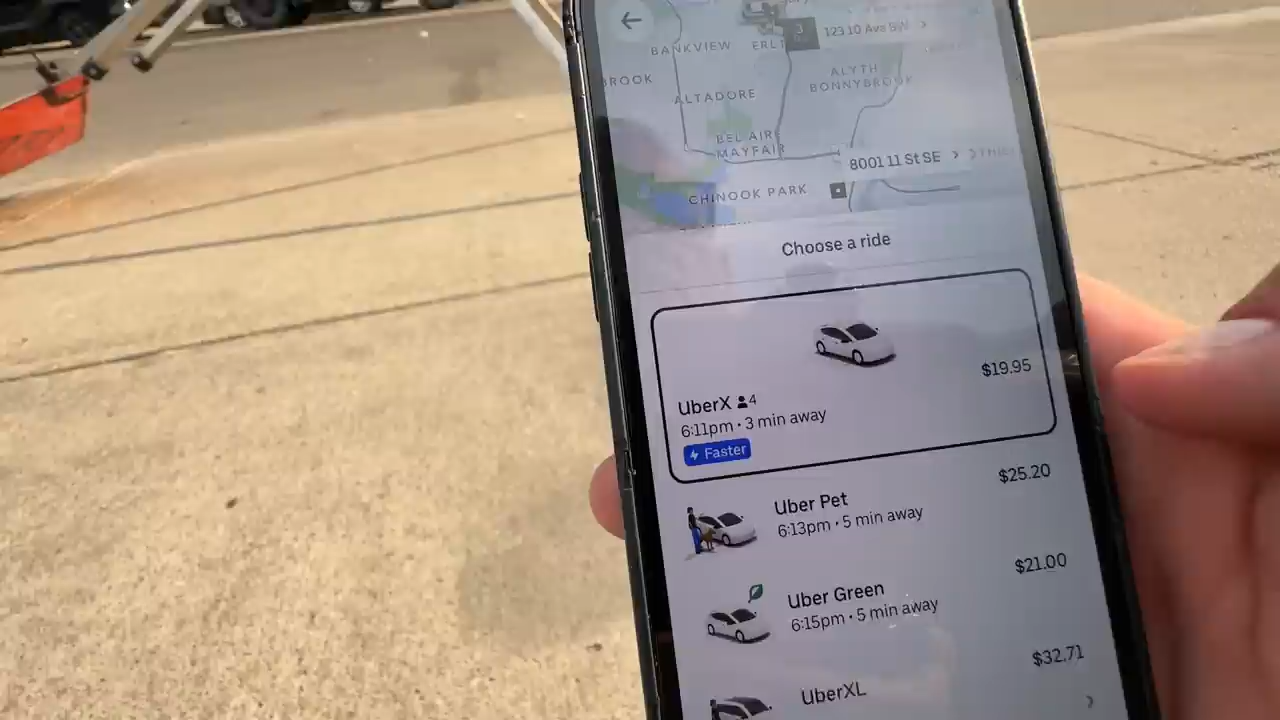 123 10 Ave SW >
BANKVIEW
ERLT
BROOK
ALYTH
BONNYBROOK
ALTADORE
BEL AIRE
MAYFAIR
8001 11 St SE >
CHINOOK PARK
Choose a ride
$19.95
UberX 4
6:11pm · 3 min away
Faster
$25.20
Uber Pet
6:13pm · 5 min away
$21.00
Uber Green
6:15pm · 5 min away
$32.71
UberXL